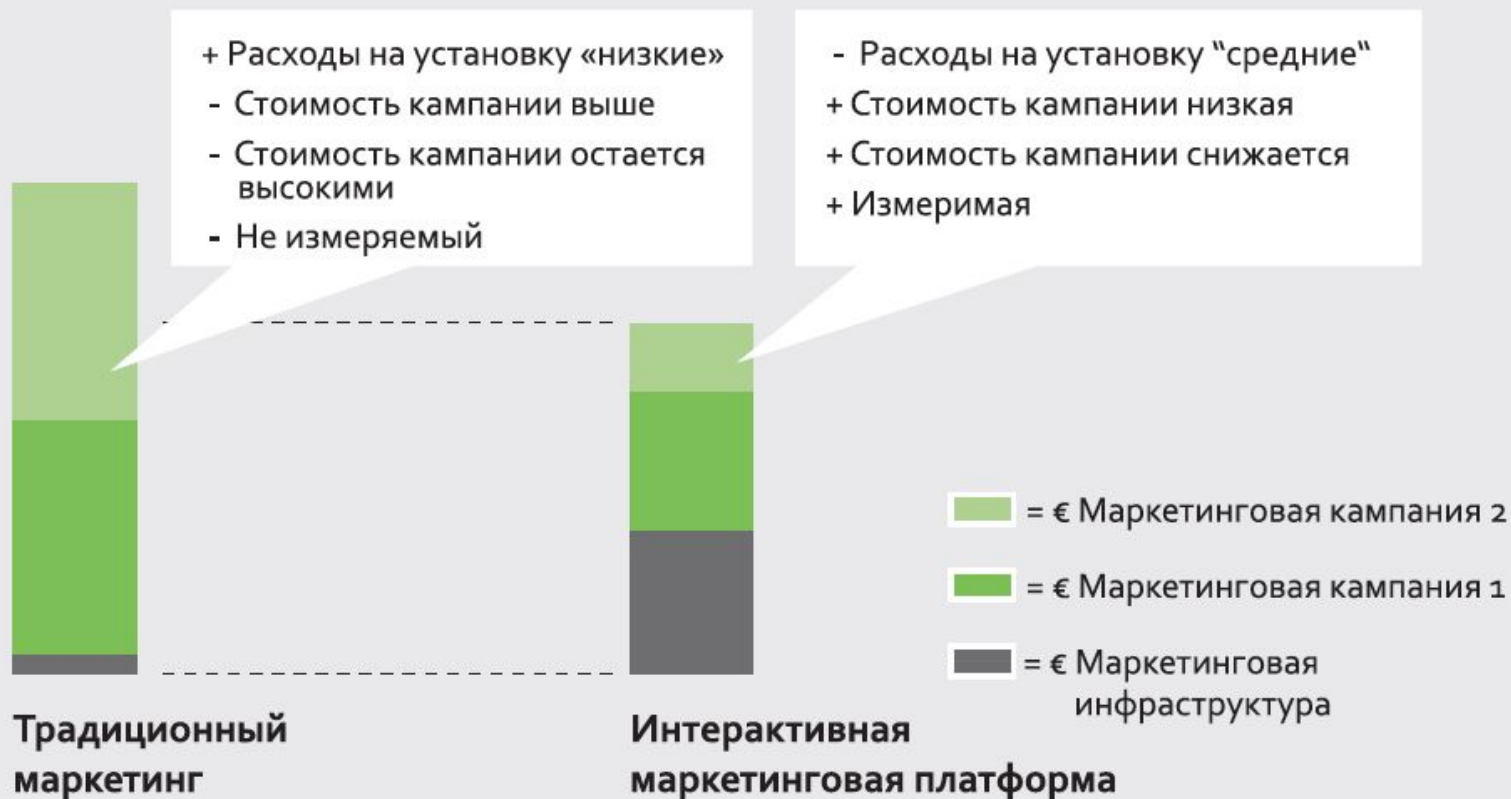 + Расходы на установку «низкие»
- Стоимость кампании выше
- Стоимость кампании остается
высокими
- Не измеряемый
- Расходы на установку "средние“
+ Стоимость кампании низкая
+ Стоимость кампании снижается
+ Измеримая
= € Маркетинговая кампания 2
= € Маркетинговая кампания 1
= € Маркетинговая
инфраструктура
Традиционный
маркетинг
Интерактивная
маркетинговая платформа